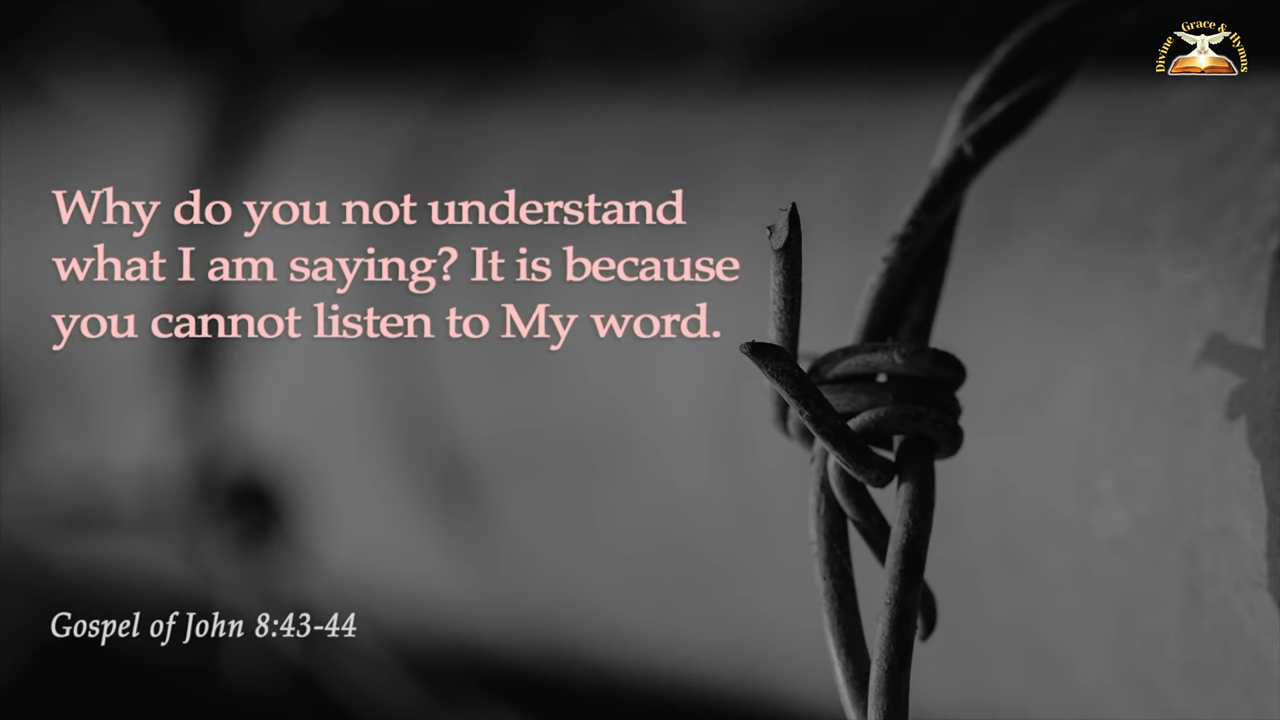 Divine Grace & Hymns
Why do you not understand
what I am saying? It is because
you cannot listen to My word.
Gospel of John 8:43-44